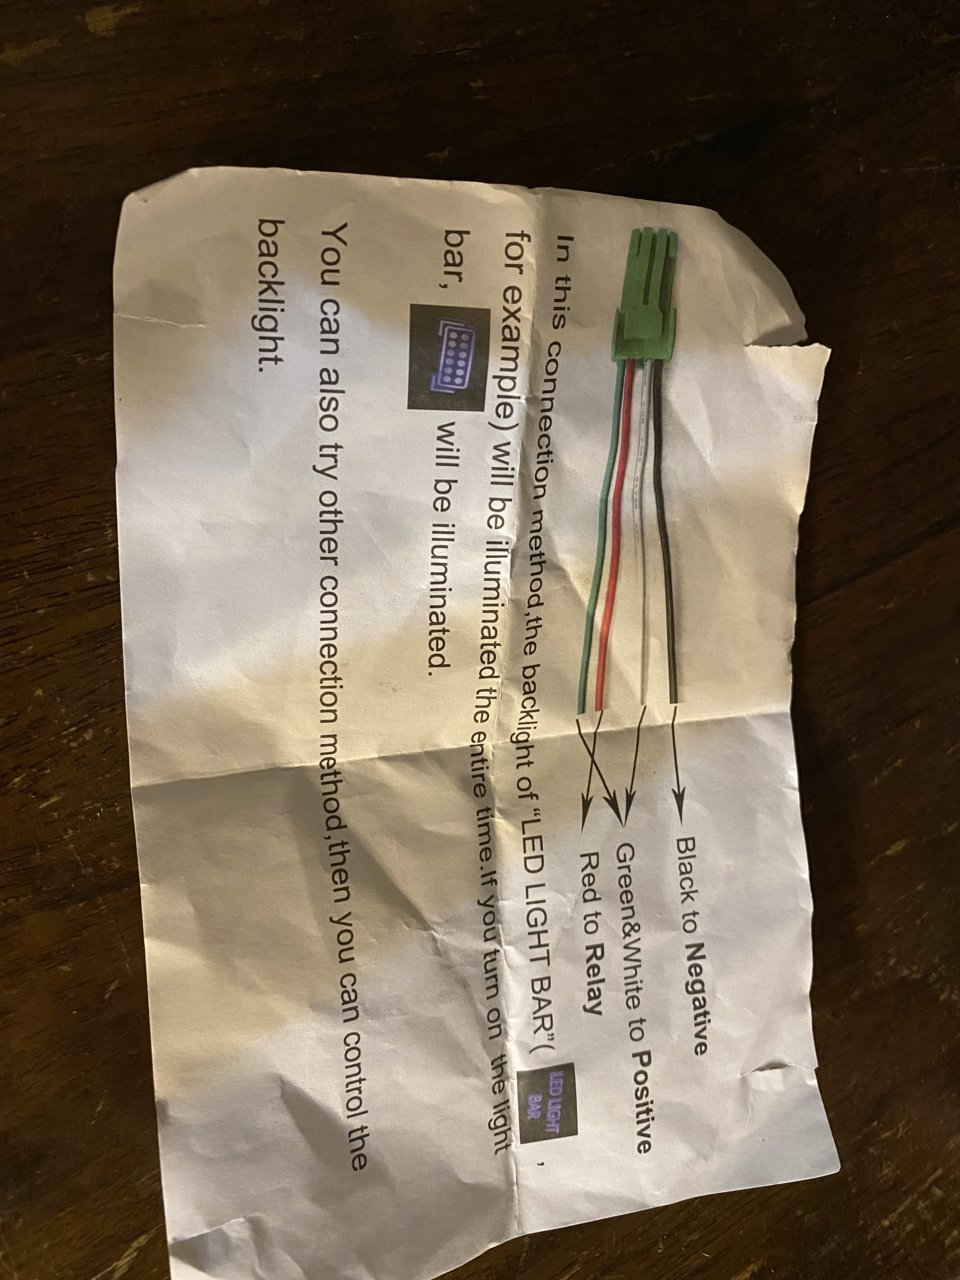 Black to Negative
Green&White to Positive
Red to Relay
In this connection method,the backlight of “LED LIGHT BAR”( LED LIGHT BAR ,
for example) will be illuminated the entire time.If you turn on the light
bar, will be illuminated.
You can also try other connection method,then you can control the
backlight.